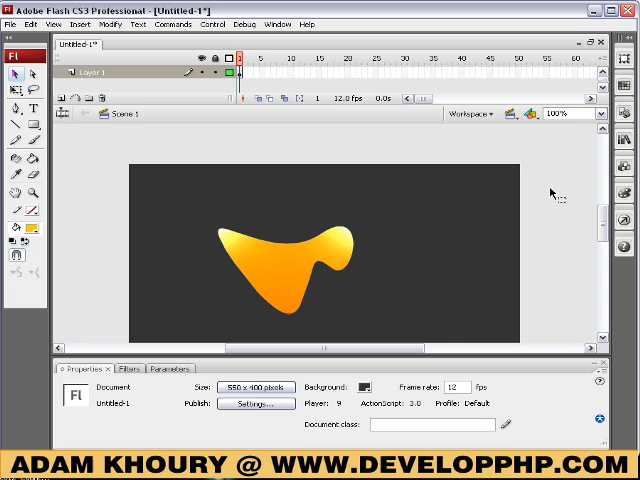 Adobe Flash CS3 Professional - [Untitled-1*]
File Edit View Insert Modify Text Commands Control Debug Window Help
Fl
Untitled-1*
1 5 10 15 20 25 30 35 40 45 50 55 60
Layer 1
1 12.0 fps 0.0s
Scene 1
Workspace
100%
Properties × Filters Parameters
Fl
Document
Untitled-1
Size: 550 x 400 pixels
Background:
Frame rate: 12 fps
Publish: Settings...
Player: 9 ActionScript: 3.0 Profile: Default
Document class:
ADAM KHOURY @ WWW.DEVELOPPHP.COM